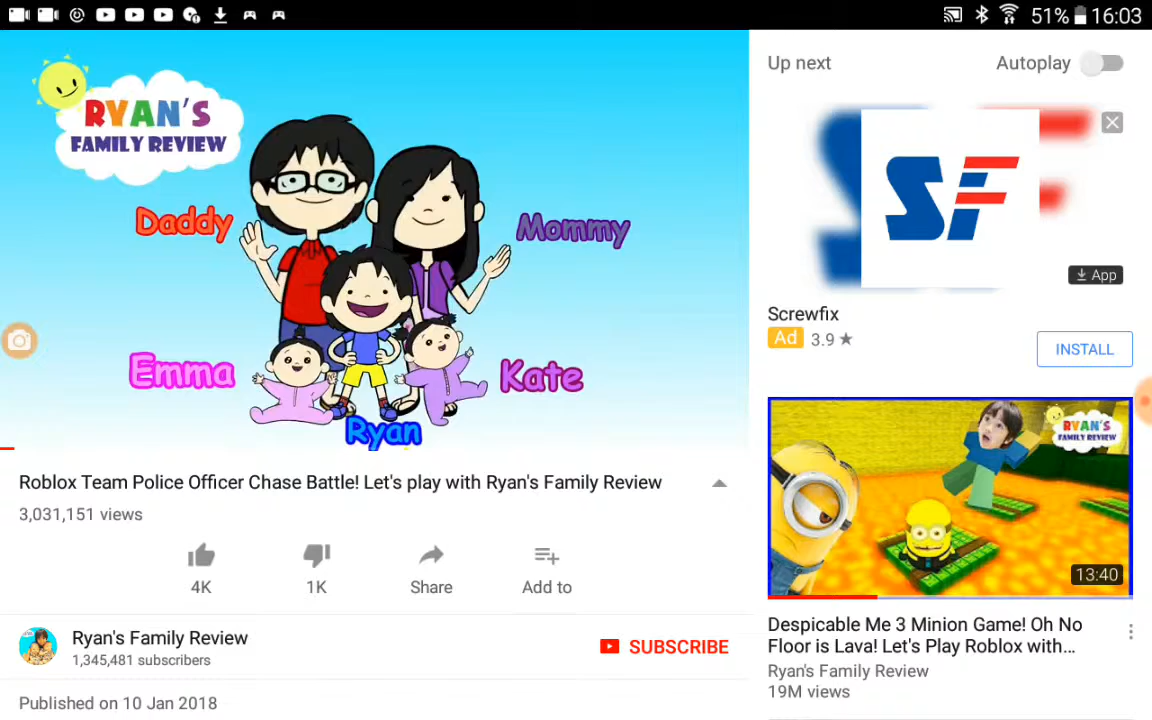 51% 16:03
RYAN'S
FAMILY REVIEW
Daddy
Mommy
Emma
Kate
Ryan
Roblox Team Police Officer Chase Battle! Let's play with Ryan's Family Review
3,031,151 views
4K
1K
Share
Add to
Ryan's Family Review
1,345,481 subscribers
SUBSCRIBE
Published on 10 Jan 2018
Up next
Autoplay
SF
App
Screwfix
Ad 3.9 ★
INSTALL
RYAN'S
FAMILY REVIEW
13:40
Despicable Me 3 Minion Game! Oh No
Floor is Lava! Let's Play Roblox with...
Ryan's Family Review
19M views